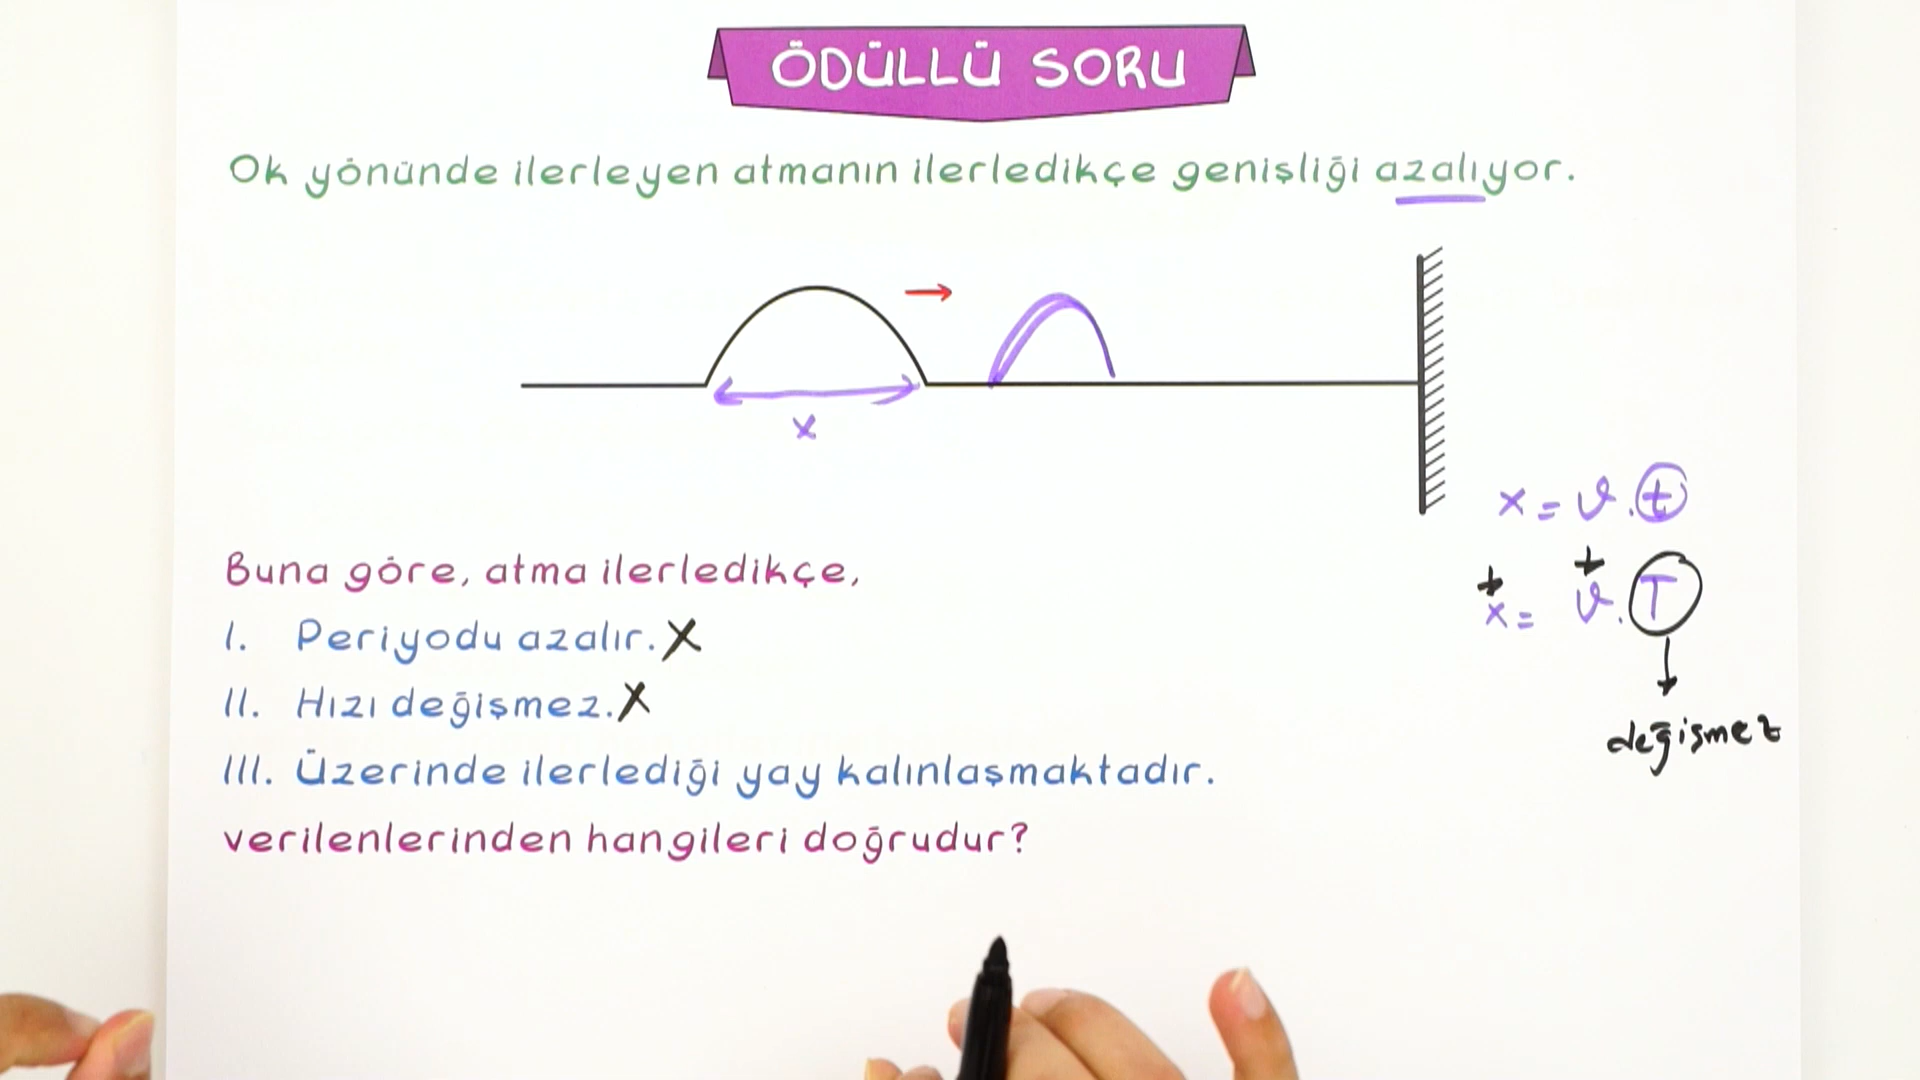 ÖDÜLLÜ SORU
Ok yönünde ilerleyen atmanın ilerledikçe genişliği azalıyor.
x
x = v.t
x = v.T
değişmez
Buna göre, atma ilerledikçe,
I. Periyodu azalır. X
II. Hızı değişmez. X
III. Üzerinde ilerlediği yay kalınlaşmaktadır.
verilenlerinden hangileri doğrudur?